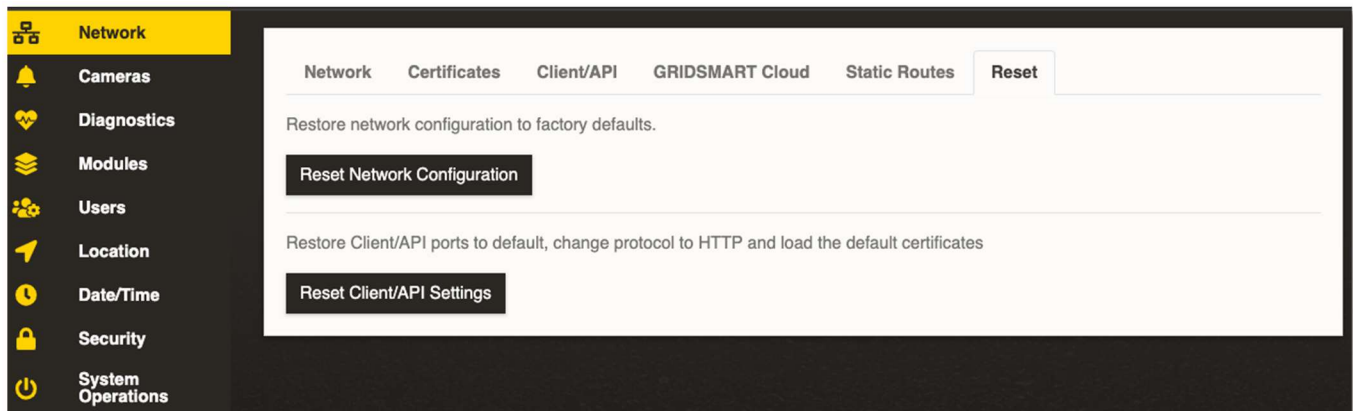 Network
Cameras
Diagnostics
Modules
Users
Location
Date/Time
Security
System
Operations
Network Certificates Client/API GRIDSMART Cloud Static Routes Reset
Restore network configuration to factory defaults.
Reset Network Configuration
Restore Client/API ports to default, change protocol to HTTP and load the default certificates
Reset Client/API Settings